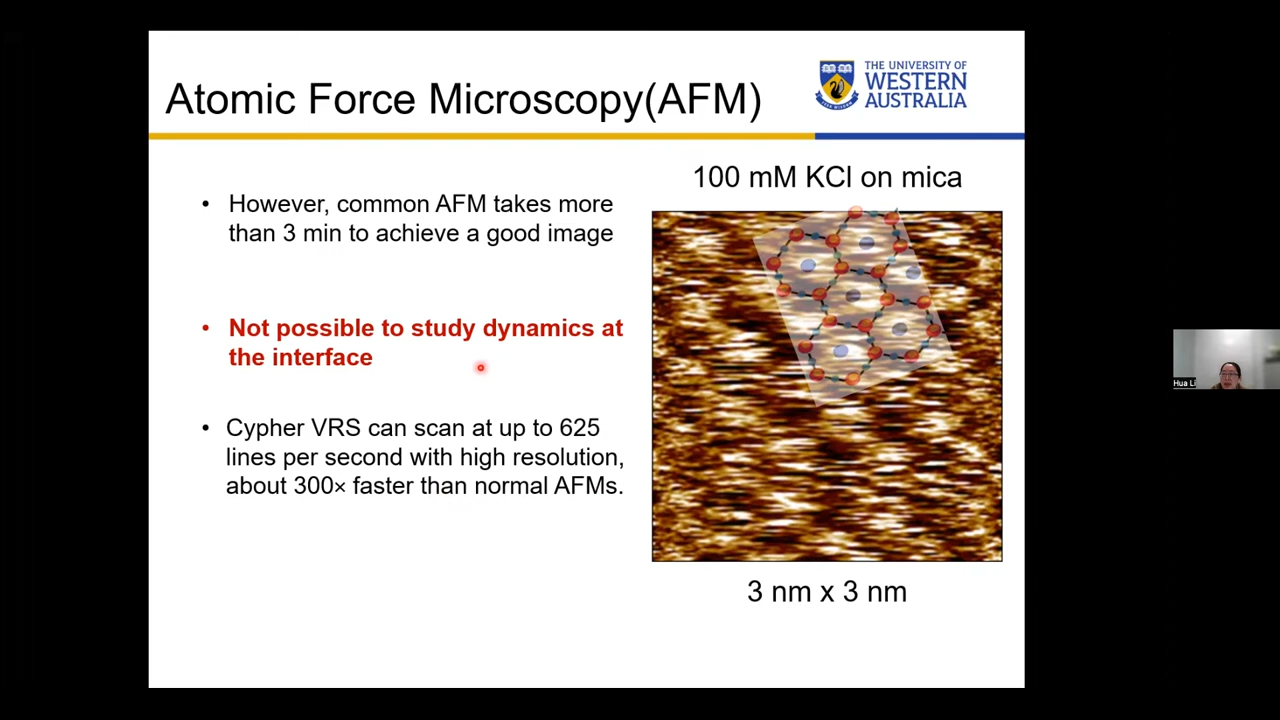 THE UNIVERSITY OF
WESTERN
AUSTRALIA
Atomic Force Microscopy(AFM)
• However, common AFM takes more
than 3 min to achieve a good image
• Not possible to study dynamics at
the interface
• Cypher VRS can scan at up to 625
lines per second with high resolution,
about 300× faster than normal AFMs.
100 mM KCl on mica
3 nm x 3 nm
Hua Li